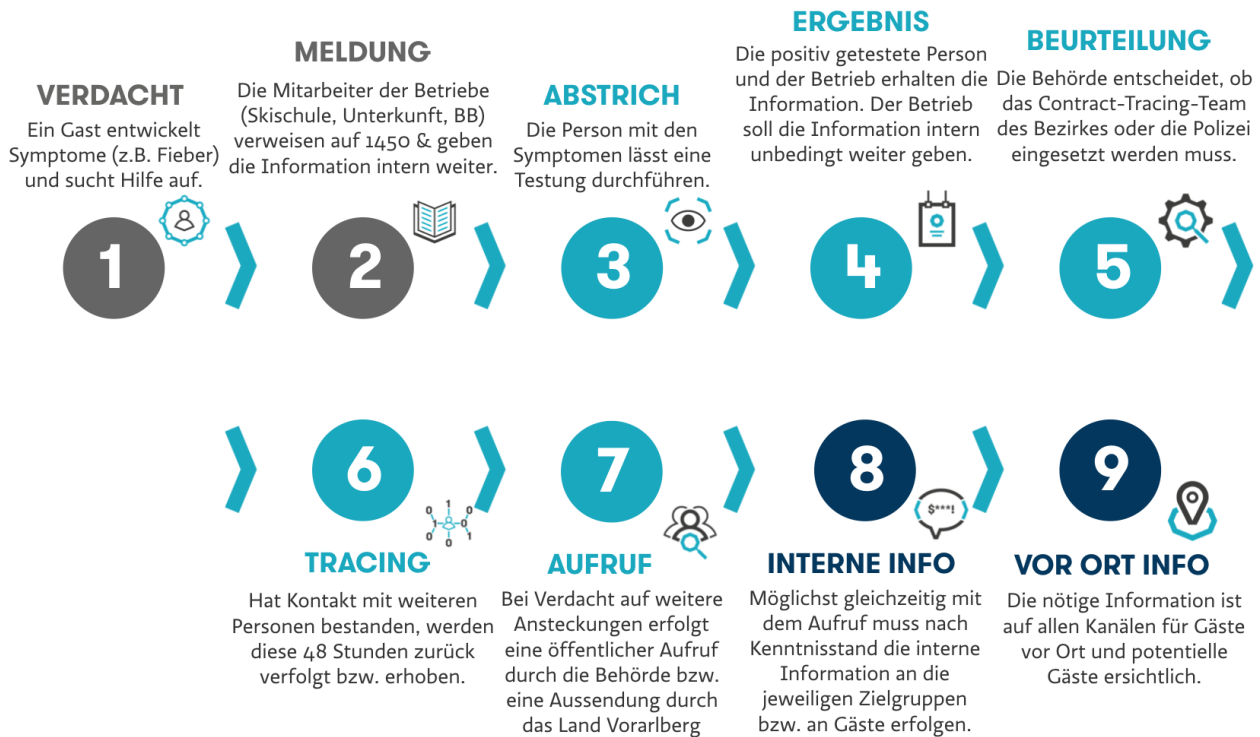 VERDACHT
Ein Gast entwickelt
Symptome (z.B. Fieber)
und sucht Hilfe auf.
1
MELDUNG
Die Mitarbeiter der Betriebe
(Skischule, Unterkunft, BB)
verweisen auf 1450 & geben
die Information intern weiter.
2
ABSTRICH
Die Person mit den
Symptomen lässt eine
Testung durchführen.
3
ERGEBNIS
Die positiv getestete Person
und der Betrieb erhalten die
Information. Der Betrieb
soll die Information intern
unbedingt weiter geben.
4
BEURTEILUNG
Die Behörde entscheidet, ob
das Contract-Tracing-Team
des Bezirkes oder die Polizei
eingesetzt werden muss.
5
6
1
0 0
1 0
0 1
0
TRACING
Hat Kontakt mit weiteren
Personen bestanden, werden
diese 48 Stunden zurück
verfolgt bzw. erhoben.
7
AUFRUF
Bei Verdacht auf weitere
Ansteckungen erfolgt
eine öffentlicher Aufruf
durch die Behörde bzw.
eine Aussendung durch
das Land Vorarlberg
8
$***!
INTERNE INFO
Möglichst gleichzeitig mit
dem Aufruf muss nach
Kenntnisstand die interne
Information an die
jeweiligen Zielgruppen
bzw. an Gäste erfolgen.
9
VOR ORT INFO
Die nötige Information ist
auf allen Kanälen für Gäste
vor Ort und potentielle
Gäste ersichtlich.